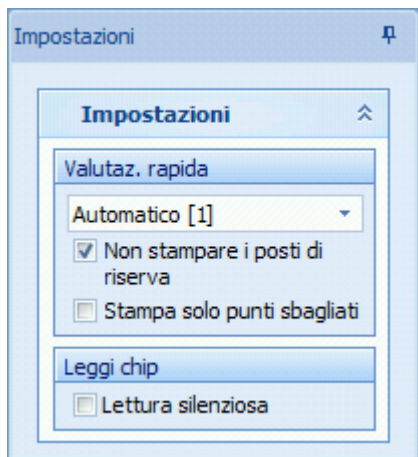 Impostazioni
Impostazioni
Valutaz. rapida
Automatico [1]
Non stampare i posti di
riserva
Stampa solo punti sbagliati
Leggi chip
Lettura silenziosa